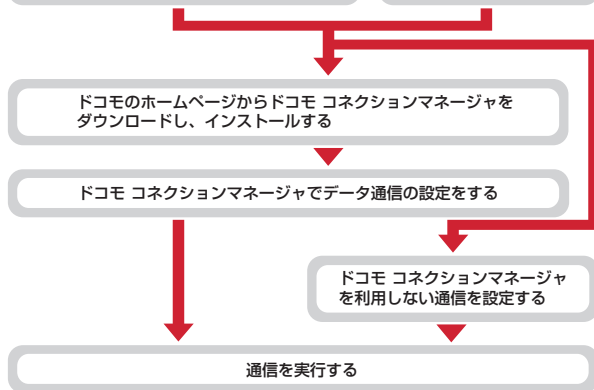 ドコモのホームページからドコモ コネクションマネージャを
ダウンロードし、インストールする
ドコモ コネクションマネージャでデータ通信の設定をする
ドコモ コネクションマネージャ
を利用しない通信を設定する
通信を実行する